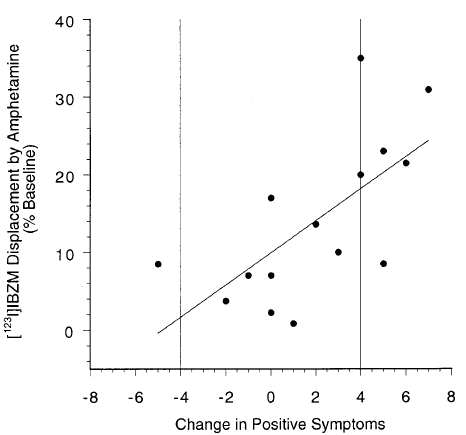 [¹²³I]IBZM Displacement by Amphetamine
(% Baseline)
40
30
20
10
0
-8 -6 -4 -2 0 2 4 6 8
Change in Positive Symptoms